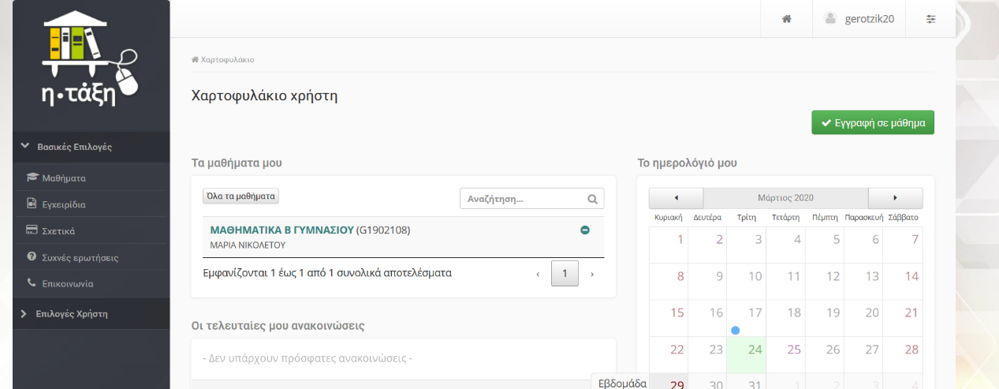 η•τάξη
gerotzik20
Χαρτοφυλάκιο
Χαρτοφυλάκιο χρήστη
Εγγραφή σε μάθημα
Βασικές Επιλογές
Μαθήματα
Εγχειρίδια
Σχετικά
Συχνές ερωτήσεις
Επικοινωνία
Επιλογές Χρήστη
Τα μαθήματα μου
Όλα τα μαθήματα
Αναζήτηση...
ΜΑΘΗΜΑΤΙΚΑ Β ΓΥΜΝΑΣΙΟΥ (G1902108)
ΜΑΡΙΑ ΝΙΚΟΛΕΤΟΥ
Εμφανίζονται 1 έως 1 από 1 συνολικά αποτελέσματα
‹ 1 ›
Οι τελευταίες μου ανακοινώσεις
- Δεν υπάρχουν πρόσφατες ανακοινώσεις -
Το ημερολόγιό μου
Μάρτιος 2020
Κυριακή Δευτέρα Τρίτη Τετάρτη Πέμπτη Παρασκευή Σάββατο
1 2 3 4 5 6 7
8 9 10 11 12 13 14
15 16 17 18 19 20 21
22 23 24 25 26 27 28
29 30 31 1 2 3 4
Εβδομάδα